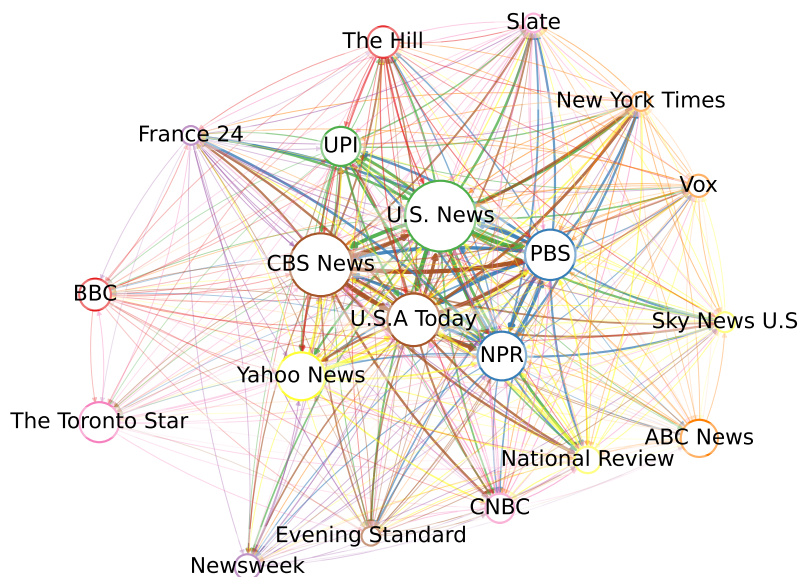 Slate
The Hill
New York Times
France 24
UPI
Vox
U.S. News
PBS
CBS News
BBC
U.S.A Today
Sky News U.S
NPR
Yahoo News
The Toronto Star
ABC News
National Review
CNBC
Evening Standard
Newsweek